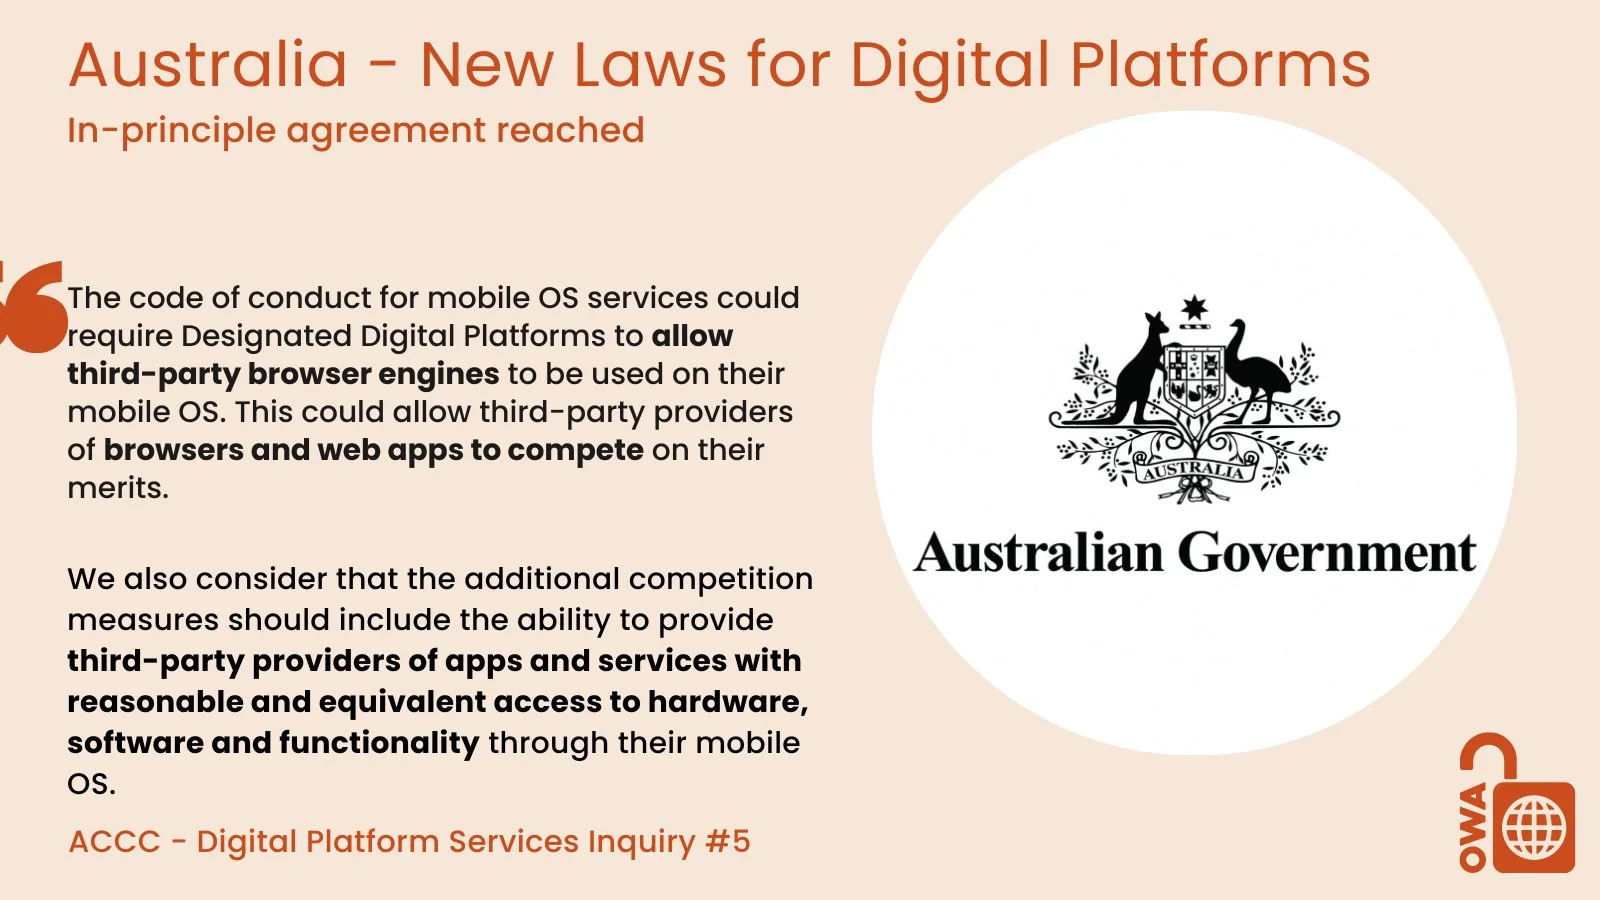 Australia - New Laws for Digital Platforms
In-principle agreement reached
The code of conduct for mobile OS services could
require Designated Digital Platforms to allow
third-party browser engines to be used on their
mobile OS. This could allow third-party providers
of browsers and web apps to compete on their
merits.
We also consider that the additional competition
measures should include the ability to provide
third-party providers of apps and services with
reasonable and equivalent access to hardware,
software and functionality through their mobile
OS.
ACCC - Digital Platform Services Inquiry #5
AUSTRALIA
Australian Government
OWA